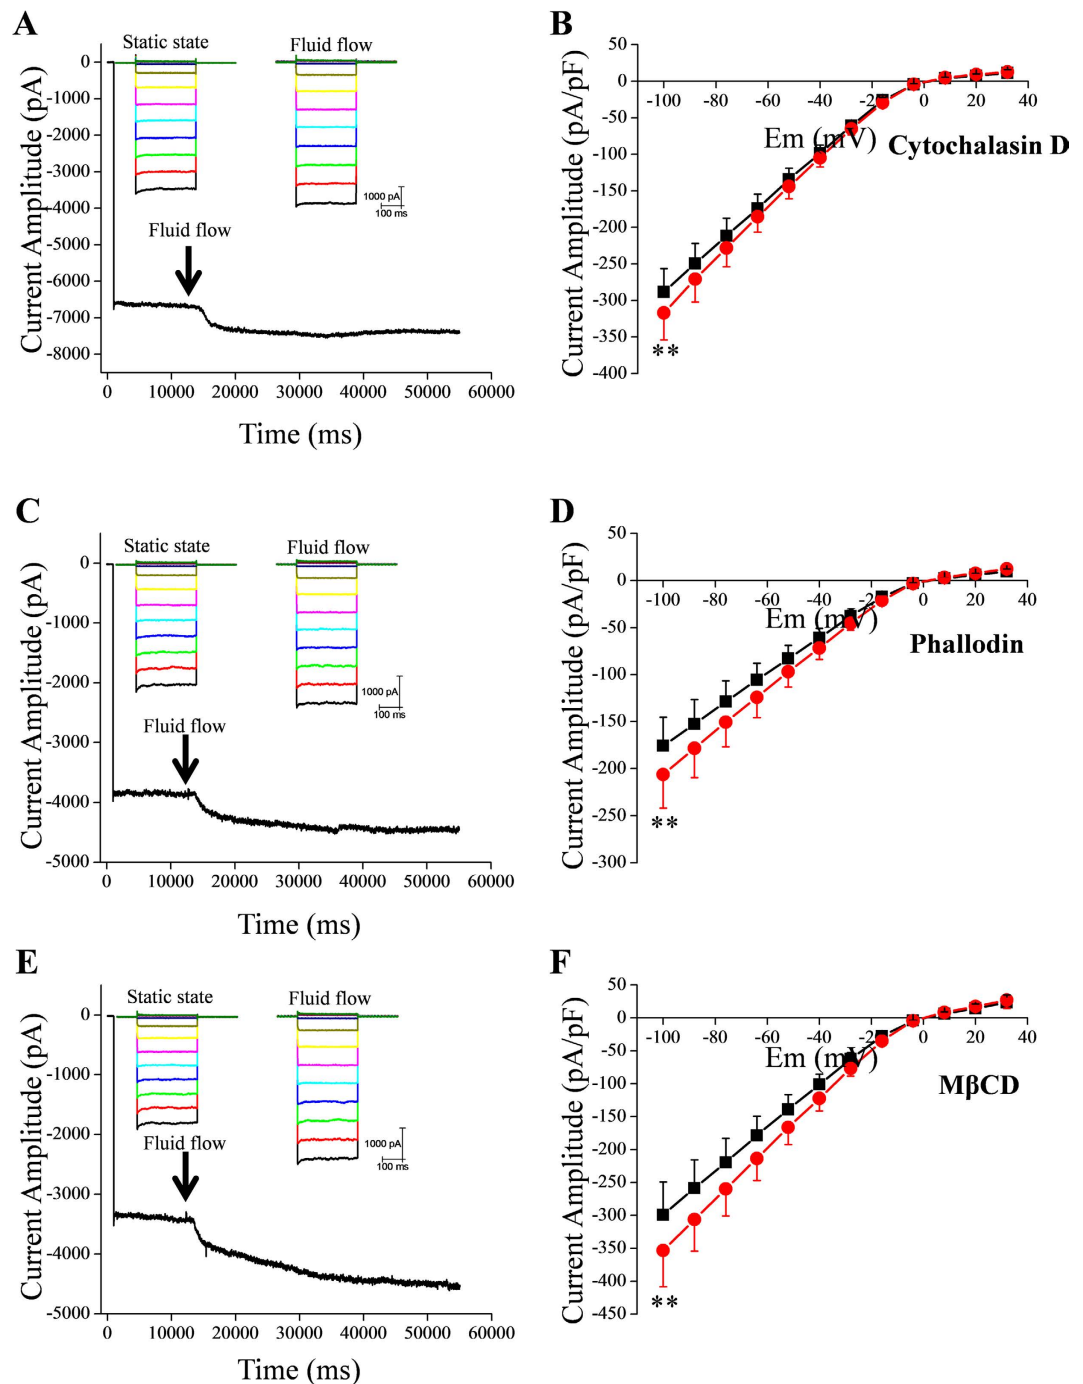 A
Static state
Fluid flow
0
-1000
-2000
-3000
-4000
-5000
-6000
-7000
-8000
Current Amplitude (pA)
1000 pA
100 ms
Fluid flow
0 10000 20000 30000 40000 50000 60000
Time (ms)
B
50
0
-50
-100
-150
-200
-250
-300
-350
-400
Current Amplitude (pA/pF)
-100 -80 -60 -40 -20 0 20 40
Em (mV)
Cytochalasin D
**
C
Static state
Fluid flow
0
-1000
-2000
-3000
-4000
-5000
Current Amplitude (pA)
1000 pA
100 ms
Fluid flow
0 10000 20000 30000 40000 50000 60000
Time (ms)
D
50
0
-50
-100
-150
-200
-250
-300
Current Amplitude (pA/pF)
-100 -80 -60 -40 -20 0 20 40
Em (mV)
Phallodin
**
E
Static state
Fluid flow
0
-1000
-2000
-3000
-4000
-5000
Current Amplitude (pA)
1000 pA
100 ms
Fluid flow
0 10000 20000 30000 40000 50000 60000
Time (ms)
F
50
0
-50
-100
-150
-200
-250
-300
-350
-400
-450
Current Amplitude (pA/pF)
-100 -80 -60 -40 -20 0 20 40
Em (mV)
MβCD
**